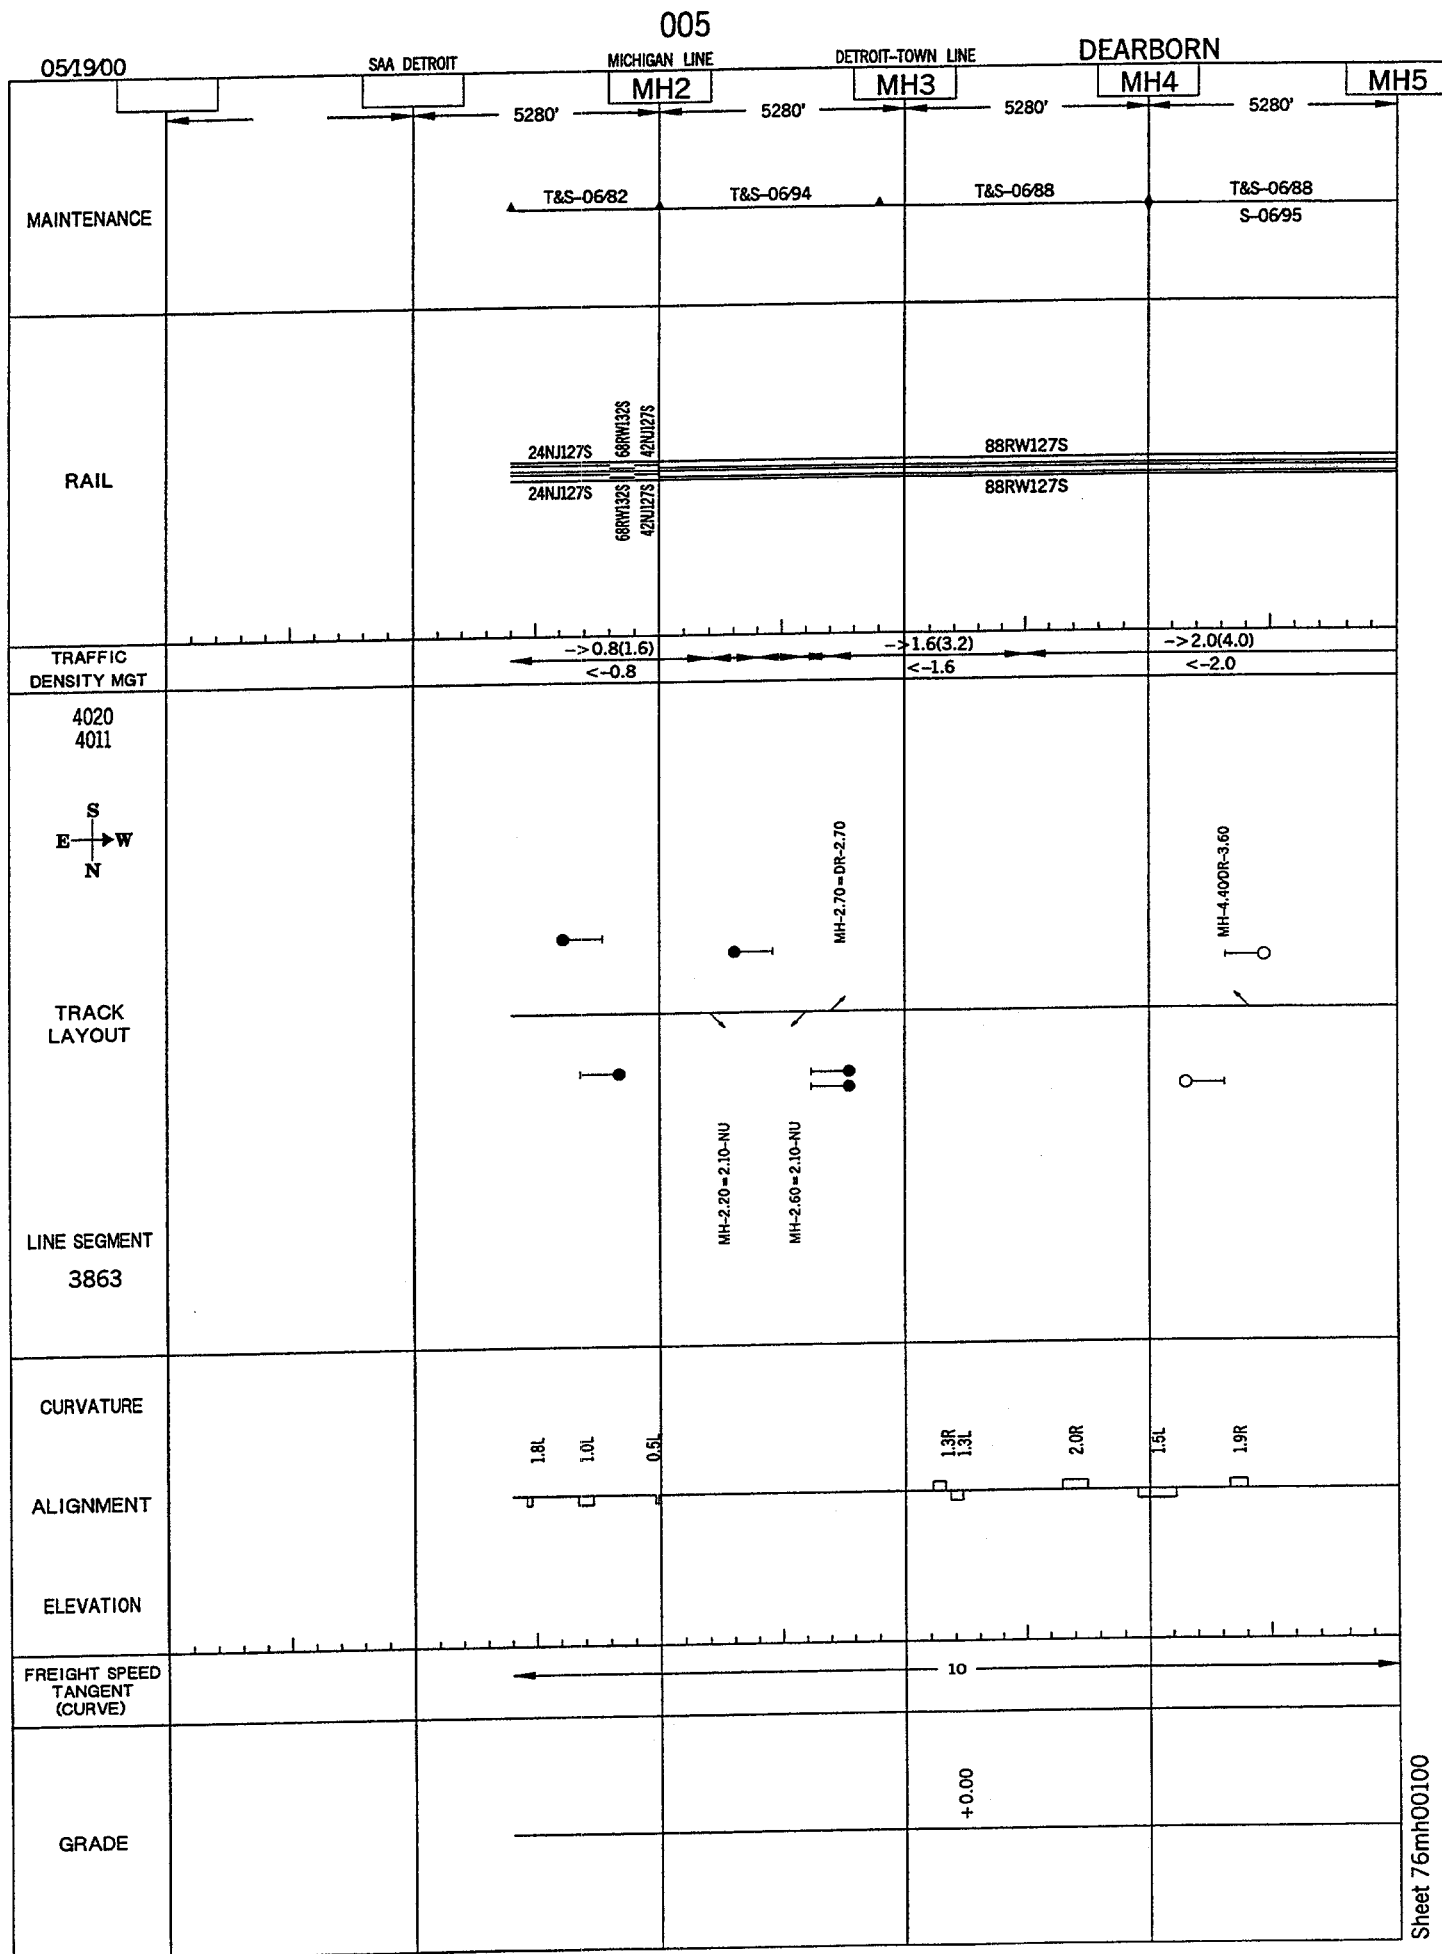 005
05/19/00
SAA DETROIT
MICHIGAN LINE
DETROIT-TOWN LINE
DEARBORN
MH2
MH3
MH4
MH5
5280'
5280'
5280'
5280'
MAINTENANCE
T&S-06/82
T&S-06/94
T&S-06/88
T&S-06/88
S-06/95
RAIL
24NJ127S
68RW132S
42NJ127S
88RW127S
24NJ127S
68RW132S
42NJ127S
88RW127S
TRAFFIC
DENSITY MGT
->0.8(1.6)
<-0.8
->1.6(3.2)
<-1.6
->2.0(4.0)
<-2.0
4020
4011
S
E W
N
MH-2.70=DR-2.70
MH-4.40/DR-3.60
TRACK
LAYOUT
MH-2.20=2.10-NU
MH-2.60=2.10-NU
LINE SEGMENT
3863
CURVATURE
1.8L
1.0L
0.5L
1.3R
1.3L
2.0R
1.5L
1.9R
ALIGNMENT
ELEVATION
FREIGHT SPEED
TANGENT
(CURVE)
10
GRADE
+0.00
Sheet 76mh00100